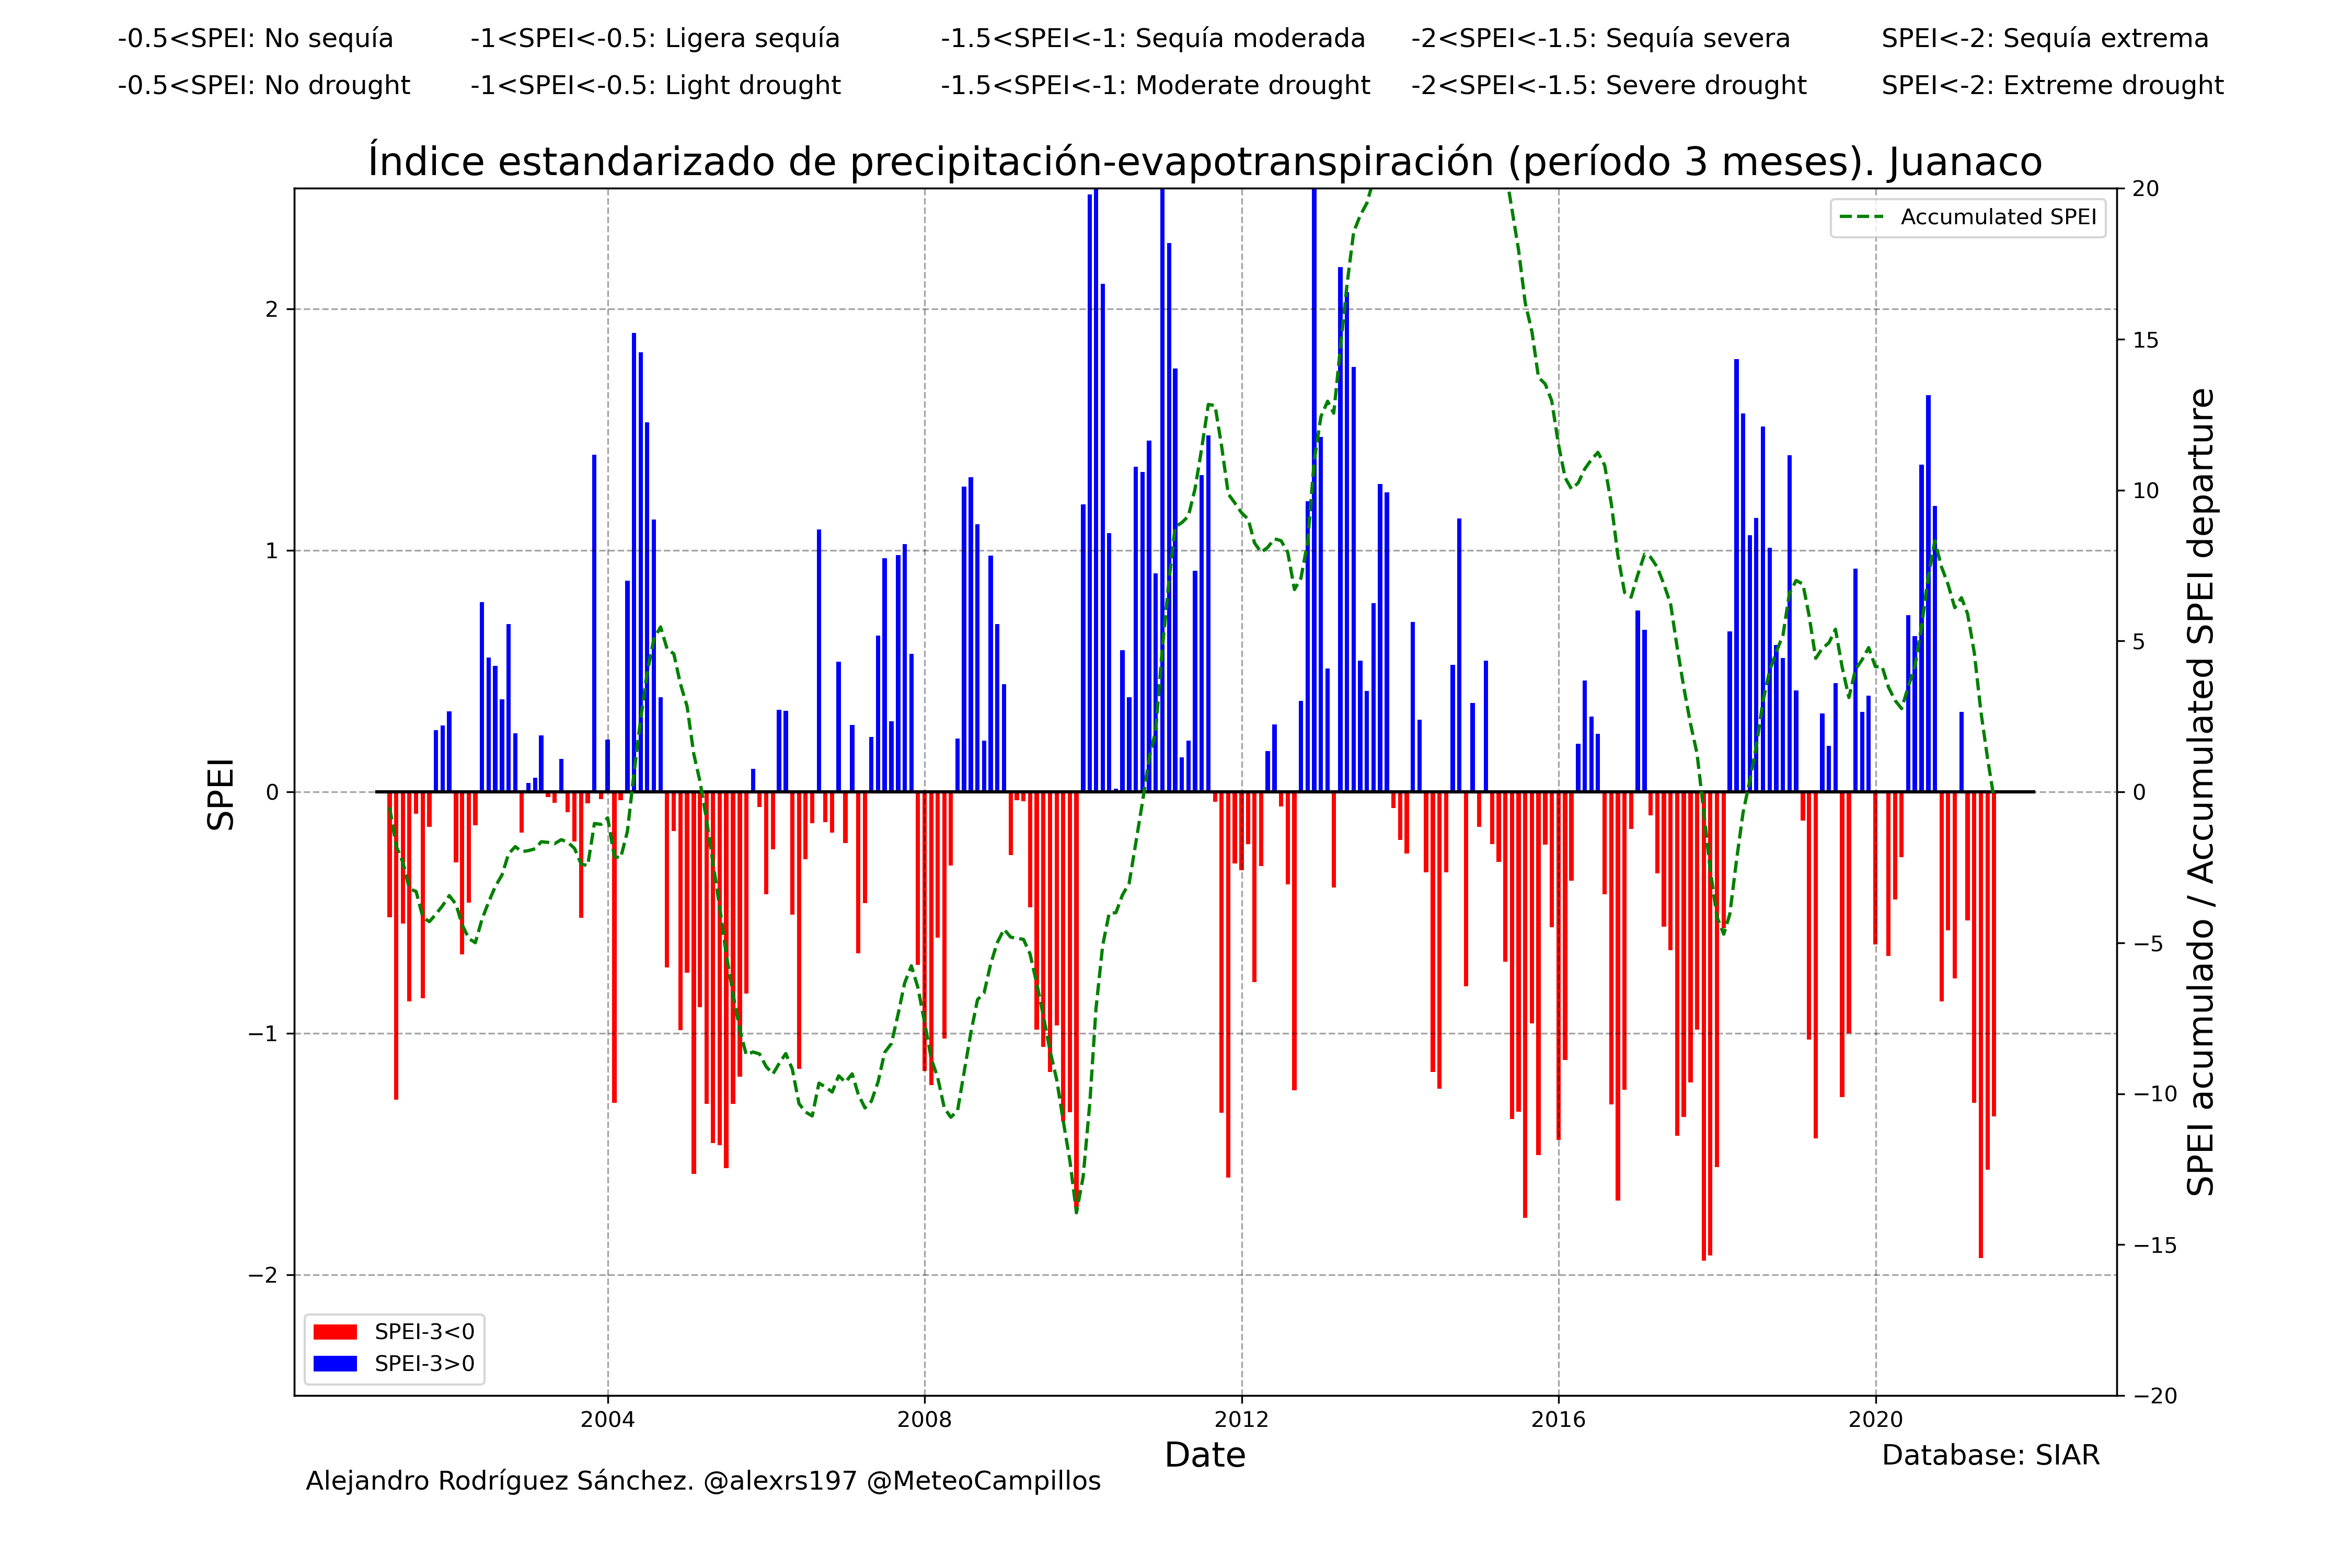 -0.5<SPEI: No sequía -1<SPEI<-0.5: Ligera sequía -1.5<SPEI<-1: Sequía moderada -2<SPEI<-1.5: Sequía severa SPEI<-2: Sequía extrema
-0.5<SPEI: No drought -1<SPEI<-0.5: Light drought -1.5<SPEI<-1: Moderate drought -2<SPEI<-1.5: Severe drought SPEI<-2: Extreme drought
Índice estandarizado de precipitación-evapotranspiración (período 3 meses). Juanaco
Accumulated SPEI
SPEI
2
1
0
−1
−2
20
15
10
5
0
−5
−10
−15
−20
SPEI acumulado / Accumulated SPEI departure
SPEI-3<0
SPEI-3>0
2004 2008 2012 2016 2020
Date
Database: SIAR
Alejandro Rodríguez Sánchez. @alexrs197 @MeteoCampillos